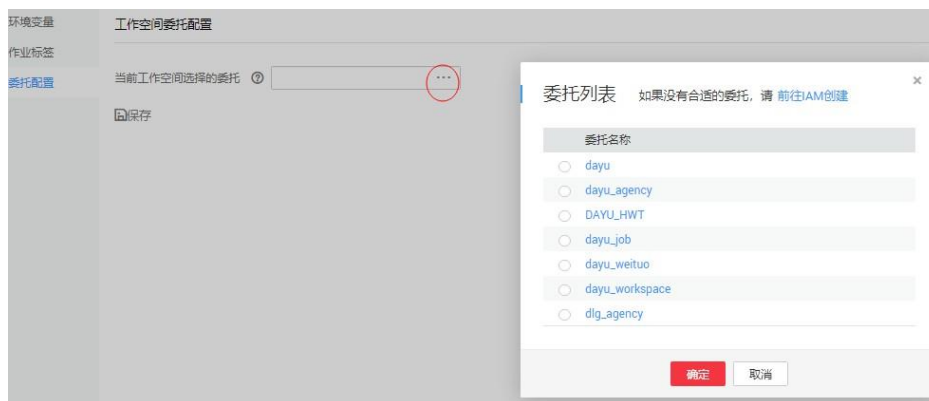 环境变量
作业标签
委托配置
工作空间委托配置
当前工作空间选择的委托 ?
...
保存
委托列表 如果没有合适的委托，请 前往IAM创建
×
委托名称
dayu
dayu_agency
DAYU_HWT
dayu_job
dayu_weituo
dayu_workspace
dlg_agency
确定 取消